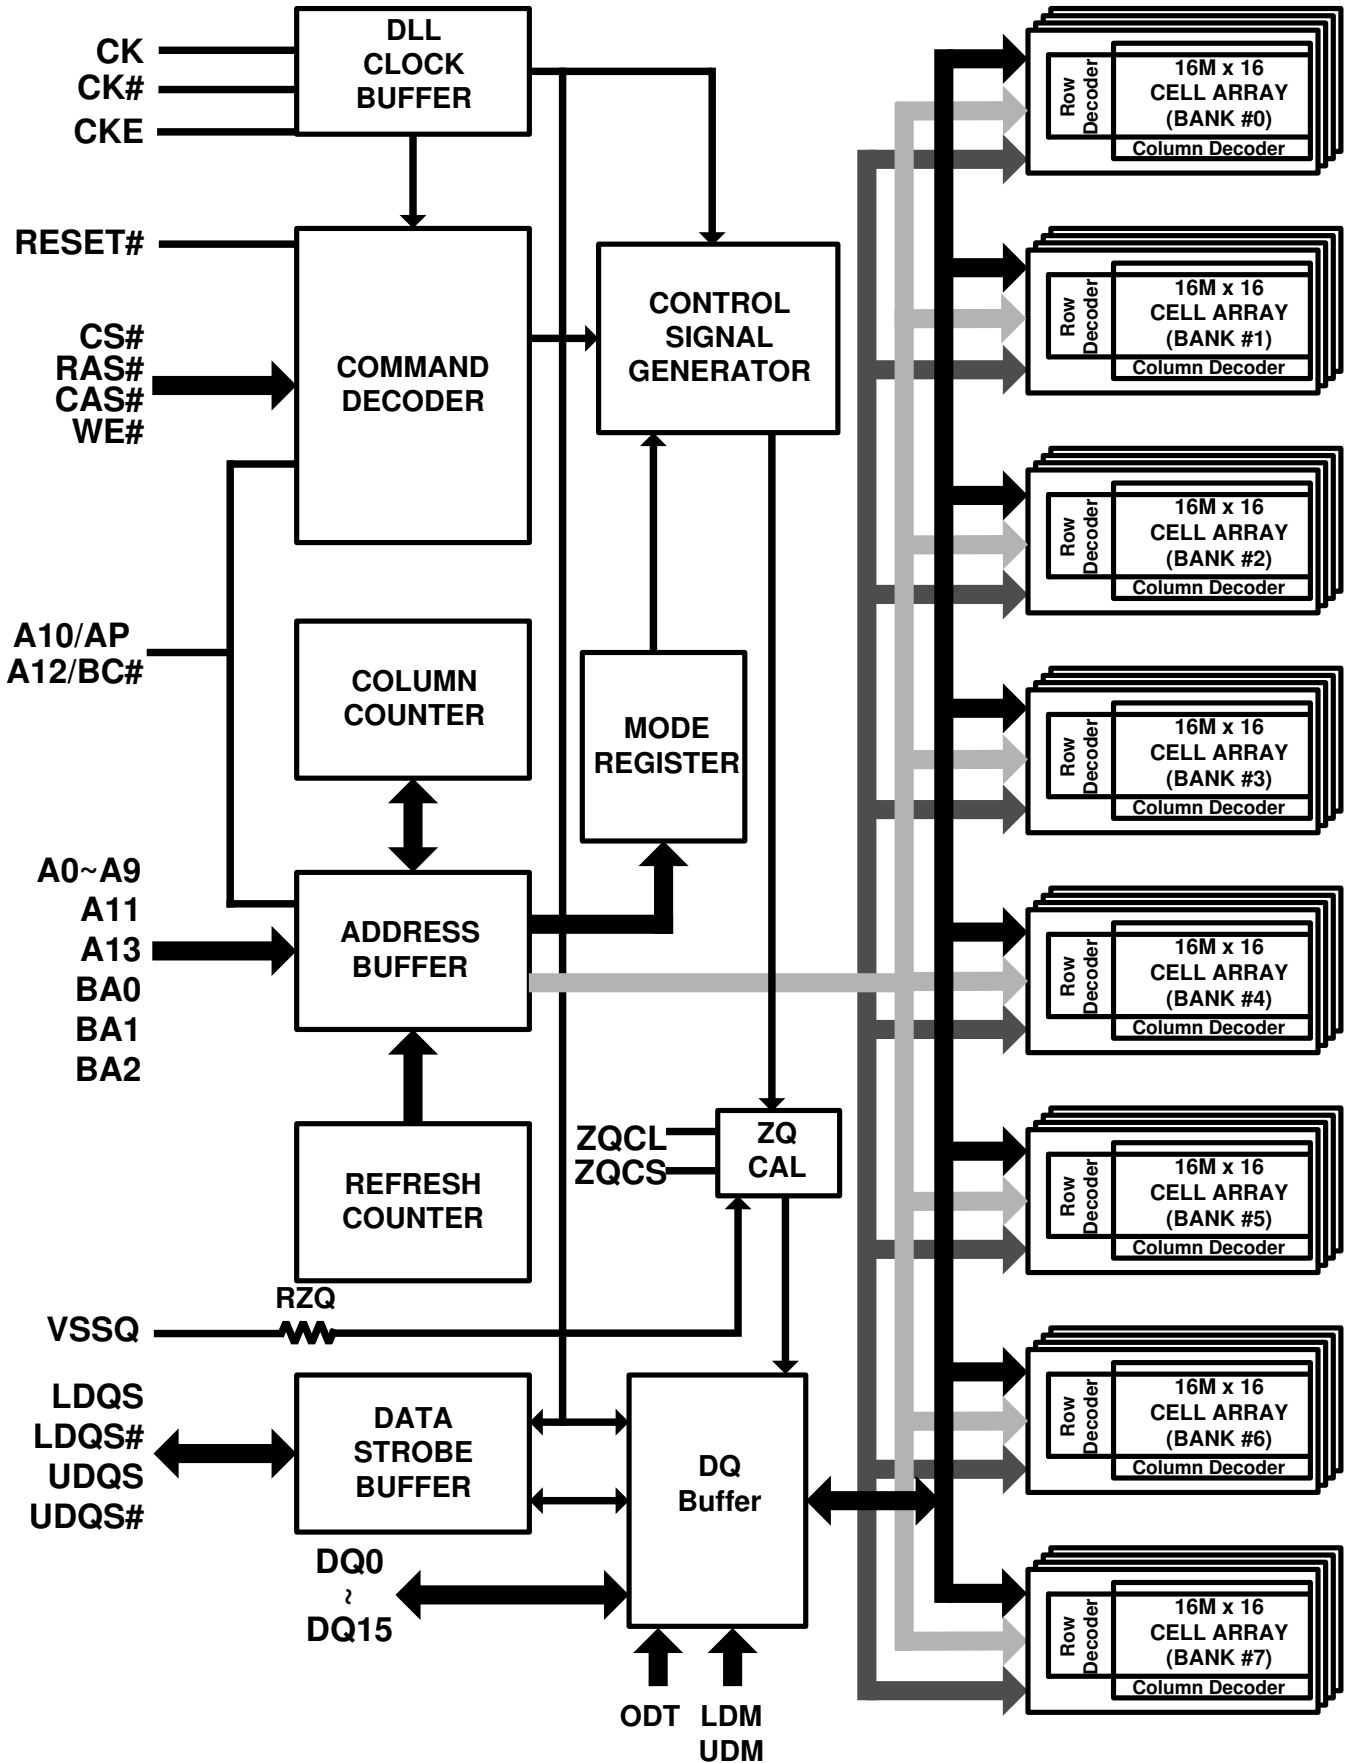 CK
CK#
CKE
DLL
CLOCK
BUFFER
RESET#
CS#
RAS#
CAS#
WE#
COMMAND
DECODER
CONTROL
SIGNAL
GENERATOR
A10/AP
A12/BC#
COLUMN
COUNTER
MODE
REGISTER
A0~A9
A11
A13
BA0
BA1
BA2
ADDRESS
BUFFER
REFRESH
COUNTER
ZQCL
ZQCS
ZQ
CAL
RZQ
VSSQ
LDQS
LDQS#
UDQS
UDQS#
DATA
STROBE
BUFFER
DQ
Buffer
DQ0
~
DQ15
ODT
LDM
UDM
Row
Decoder
16M x 16
CELL ARRAY
(BANK #0)
Column Decoder
Row
Decoder
16M x 16
CELL ARRAY
(BANK #1)
Column Decoder
Row
Decoder
16M x 16
CELL ARRAY
(BANK #2)
Column Decoder
Row
Decoder
16M x 16
CELL ARRAY
(BANK #3)
Column Decoder
Row
Decoder
16M x 16
CELL ARRAY
(BANK #4)
Column Decoder
Row
Decoder
16M x 16
CELL ARRAY
(BANK #5)
Column Decoder
Row
Decoder
16M x 16
CELL ARRAY
(BANK #6)
Column Decoder
Row
Decoder
16M x 16
CELL ARRAY
(BANK #7)
Column Decoder